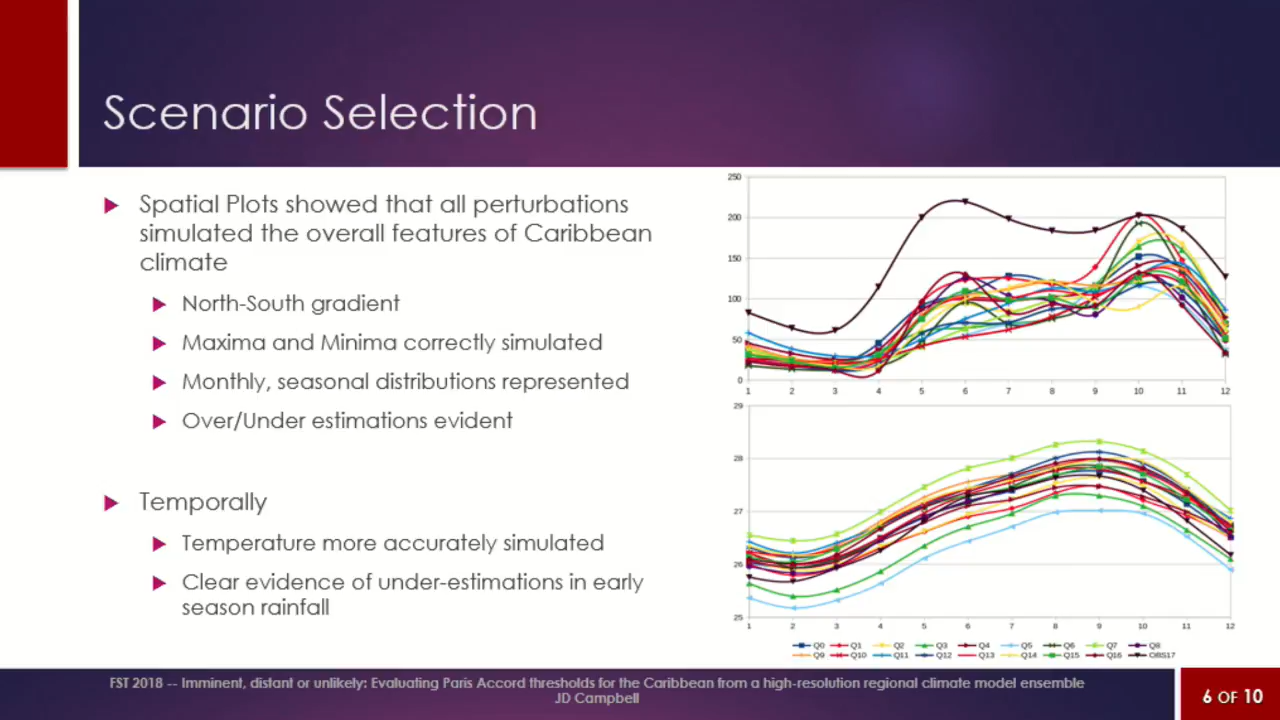 Scenario Selection
Spatial Plots showed that all perturbations
simulated the overall features of Caribbean
climate
North-South gradient
Maxima and Minima correctly simulated
Monthly, seasonal distributions represented
Over/Under estimations evident
Temporally
Temperature more accurately simulated
Clear evidence of under-estimations in early
season rainfall
250
200
150
100
50
0
1 2 3 4 5 6 7 8 9 10 11 12
29
28
27
26
25
1 2 3 4 5 6 7 8 9 10 11 12
Q0 Q1 Q2 Q3 Q4 Q5 Q6 Q7 Q8
Q9 Q10 Q11 Q12 Q13 Q14 Q15 Q16 OBS17
FST 2018 -- Imminent, distant or unlikely: Evaluating Paris Accord thresholds for the Caribbean from a high-resolution regional climate model ensemble
JD Campbell
6 OF 10